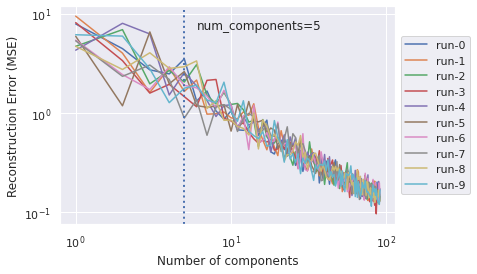 Reconstruction Error (MSE)
10¹
10⁰
10⁻¹
num_components=5
10⁰
10¹
10²
Number of components
run-0
run-1
run-2
run-3
run-4
run-5
run-6
run-7
run-8
run-9